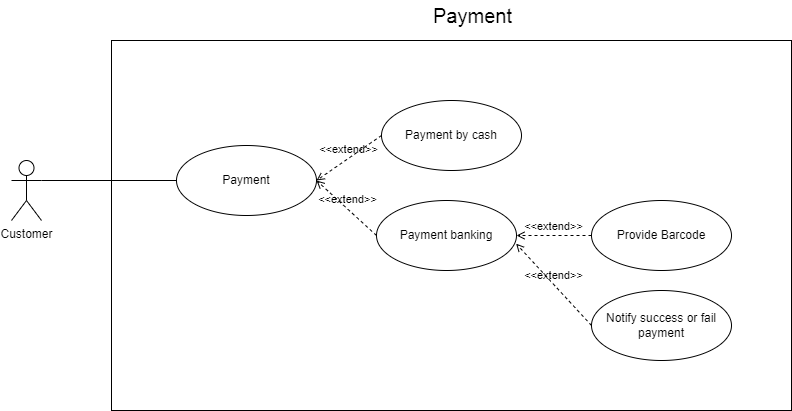 Payment
Payment by cash
<<extend>>
Payment
<<extend>>
Customer
Payment banking
<<extend>>
Provide Barcode
<<extend>>
Notify success or fail
payment